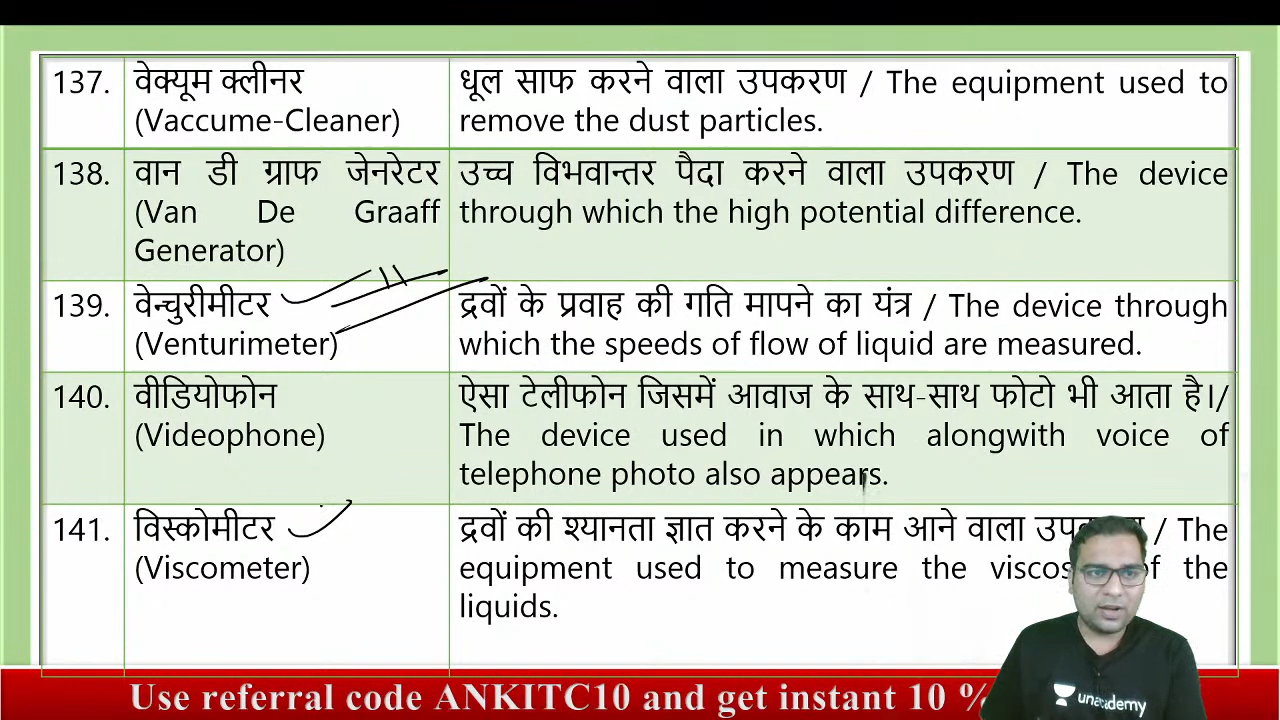 137. वेक्यूम क्लीनर
(Vaccume-Cleaner)
धूल साफ करने वाला उपकरण / The equipment used to
remove the dust particles.
138. वान डी ग्राफ जेनरेटर
(Van De Graaff
Generator)
उच्च विभवान्तर पैदा करने वाला उपकरण / The device
through which the high potential difference.
139. वेन्चुरीमीटर
(Venturimeter)
द्रवों के प्रवाह की गति मापने का यंत्र / The device through
which the speeds of flow of liquid are measured.
140. वीडियोफोन
(Videophone)
ऐसा टेलीफोन जिसमें आवाज के साथ-साथ फोटो भी आता है।/
The device used in which alongwith voice of
telephone photo also appears.
141. विस्कोमीटर
(Viscometer)
द्रवों की श्यानता ज्ञात करने के काम आने वाला / The
equipment used to measure the of the
liquids.
Use referral code ANKITC10 and get instant 10 %
unacademy